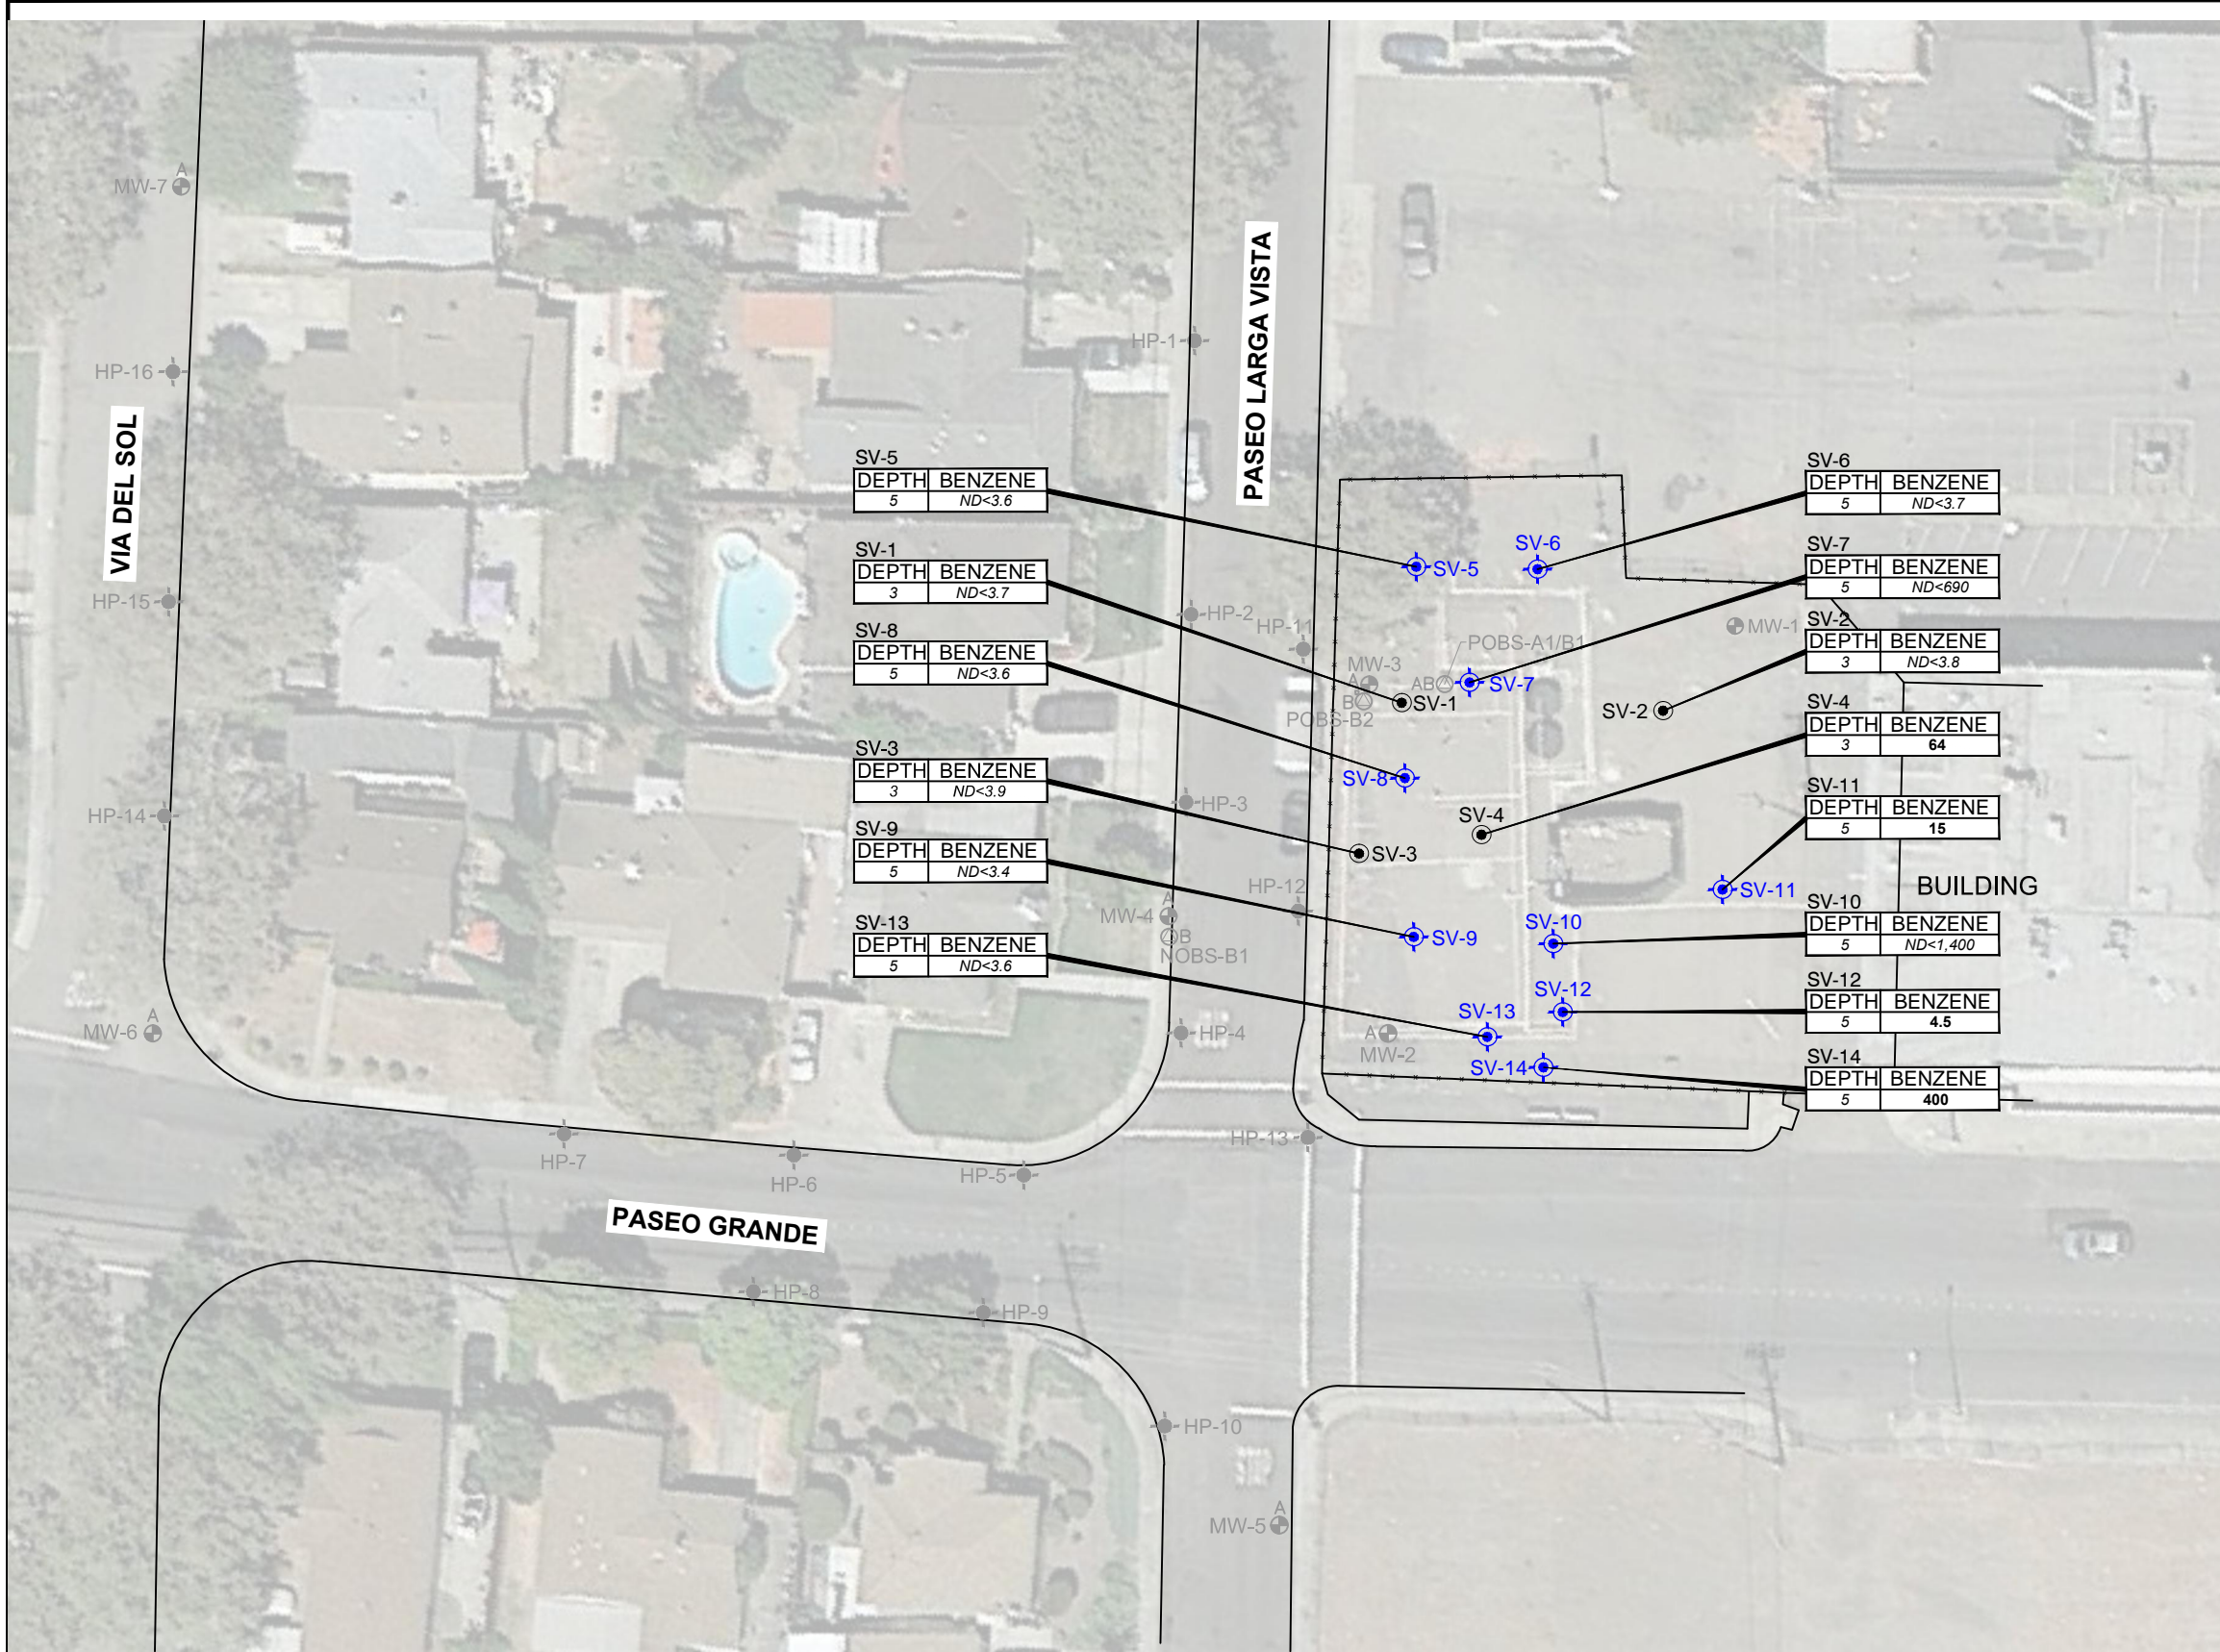 A
MW-7
HP-16
VIA DEL SOL
HP-15
HP-14
A
MW-6
HP-7
HP-6
HP-5
PASEO GRANDE
HP-8
HP-9
HP-10
A
MW-5
HP-13
HP-1
PASEO LARGA VISTA
HP-2
HP-11
HP-3
HP-12
A
MW-4
B
NOBS-B1
HP-4
SV-5
DEPTH BENZENE
5 ND<3.6
SV-1
DEPTH BENZENE
3 ND<3.7
SV-8
DEPTH BENZENE
5 ND<3.6
SV-3
DEPTH BENZENE
3 ND<3.9
SV-9
DEPTH BENZENE
5 ND<3.4
SV-13
DEPTH BENZENE
5 ND<3.6
SV-5
SV-6
MW-1
POBS-A1/B1
MW-3
A
AB
SV-7
B
SV-1
POBS-B2
SV-2
SV-8
SV-4
SV-3
SV-11
SV-10
SV-9
SV-12
SV-13
A
MW-2
SV-14
SV-6
DEPTH BENZENE
5 ND<3.7
SV-7
DEPTH BENZENE
5 ND<690
SV-2
DEPTH BENZENE
3 ND<3.8
SV-4
DEPTH BENZENE
3 64
SV-11
DEPTH BENZENE
5 15
BUILDING
SV-10
DEPTH BENZENE
5 ND<1,400
SV-12
DEPTH BENZENE
5 4.5
SV-14
DEPTH BENZENE
5 400